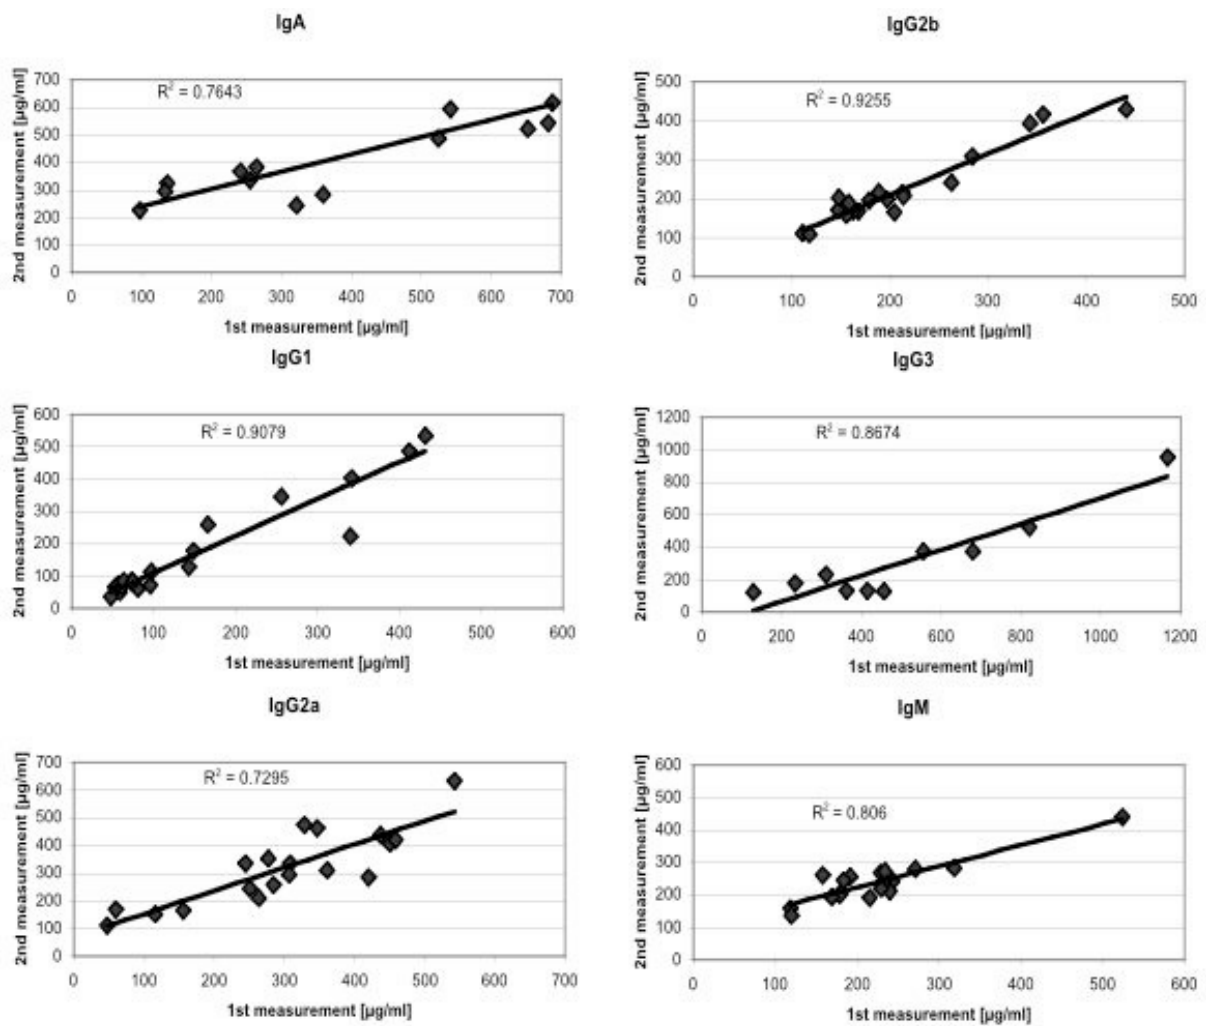 IgA
R² = 0.7643
2nd measurement [µg/ml]
700
600
500
400
300
200
100
0
0 100 200 300 400 500 600 700
1st measurement [µg/ml]
IgG2b
R² = 0.9255
2nd measurement [µg/ml]
500
400
300
200
100
0
0 100 200 300 400 500
1st measurement [µg/ml]
IgG1
R² = 0.9079
2nd measurement [µg/ml]
600
500
400
300
200
100
0
0 100 200 300 400 500 600
1st measurement [µg/ml]
IgG3
R² = 0.8674
2nd measurement [µg/ml]
1200
1000
800
600
400
200
0
0 200 400 600 800 1000 1200
1st measurement [µg/ml]
IgG2a
R² = 0.7295
2nd measurement [µg/ml]
700
600
500
400
300
200
100
0
0 100 200 300 400 500 600 700
1st measurement [µg/ml]
IgM
R² = 0.806
2nd measurement [µg/ml]
600
500
400
300
200
100
0
0 100 200 300 400 500 600
1st measurement [µg/ml]